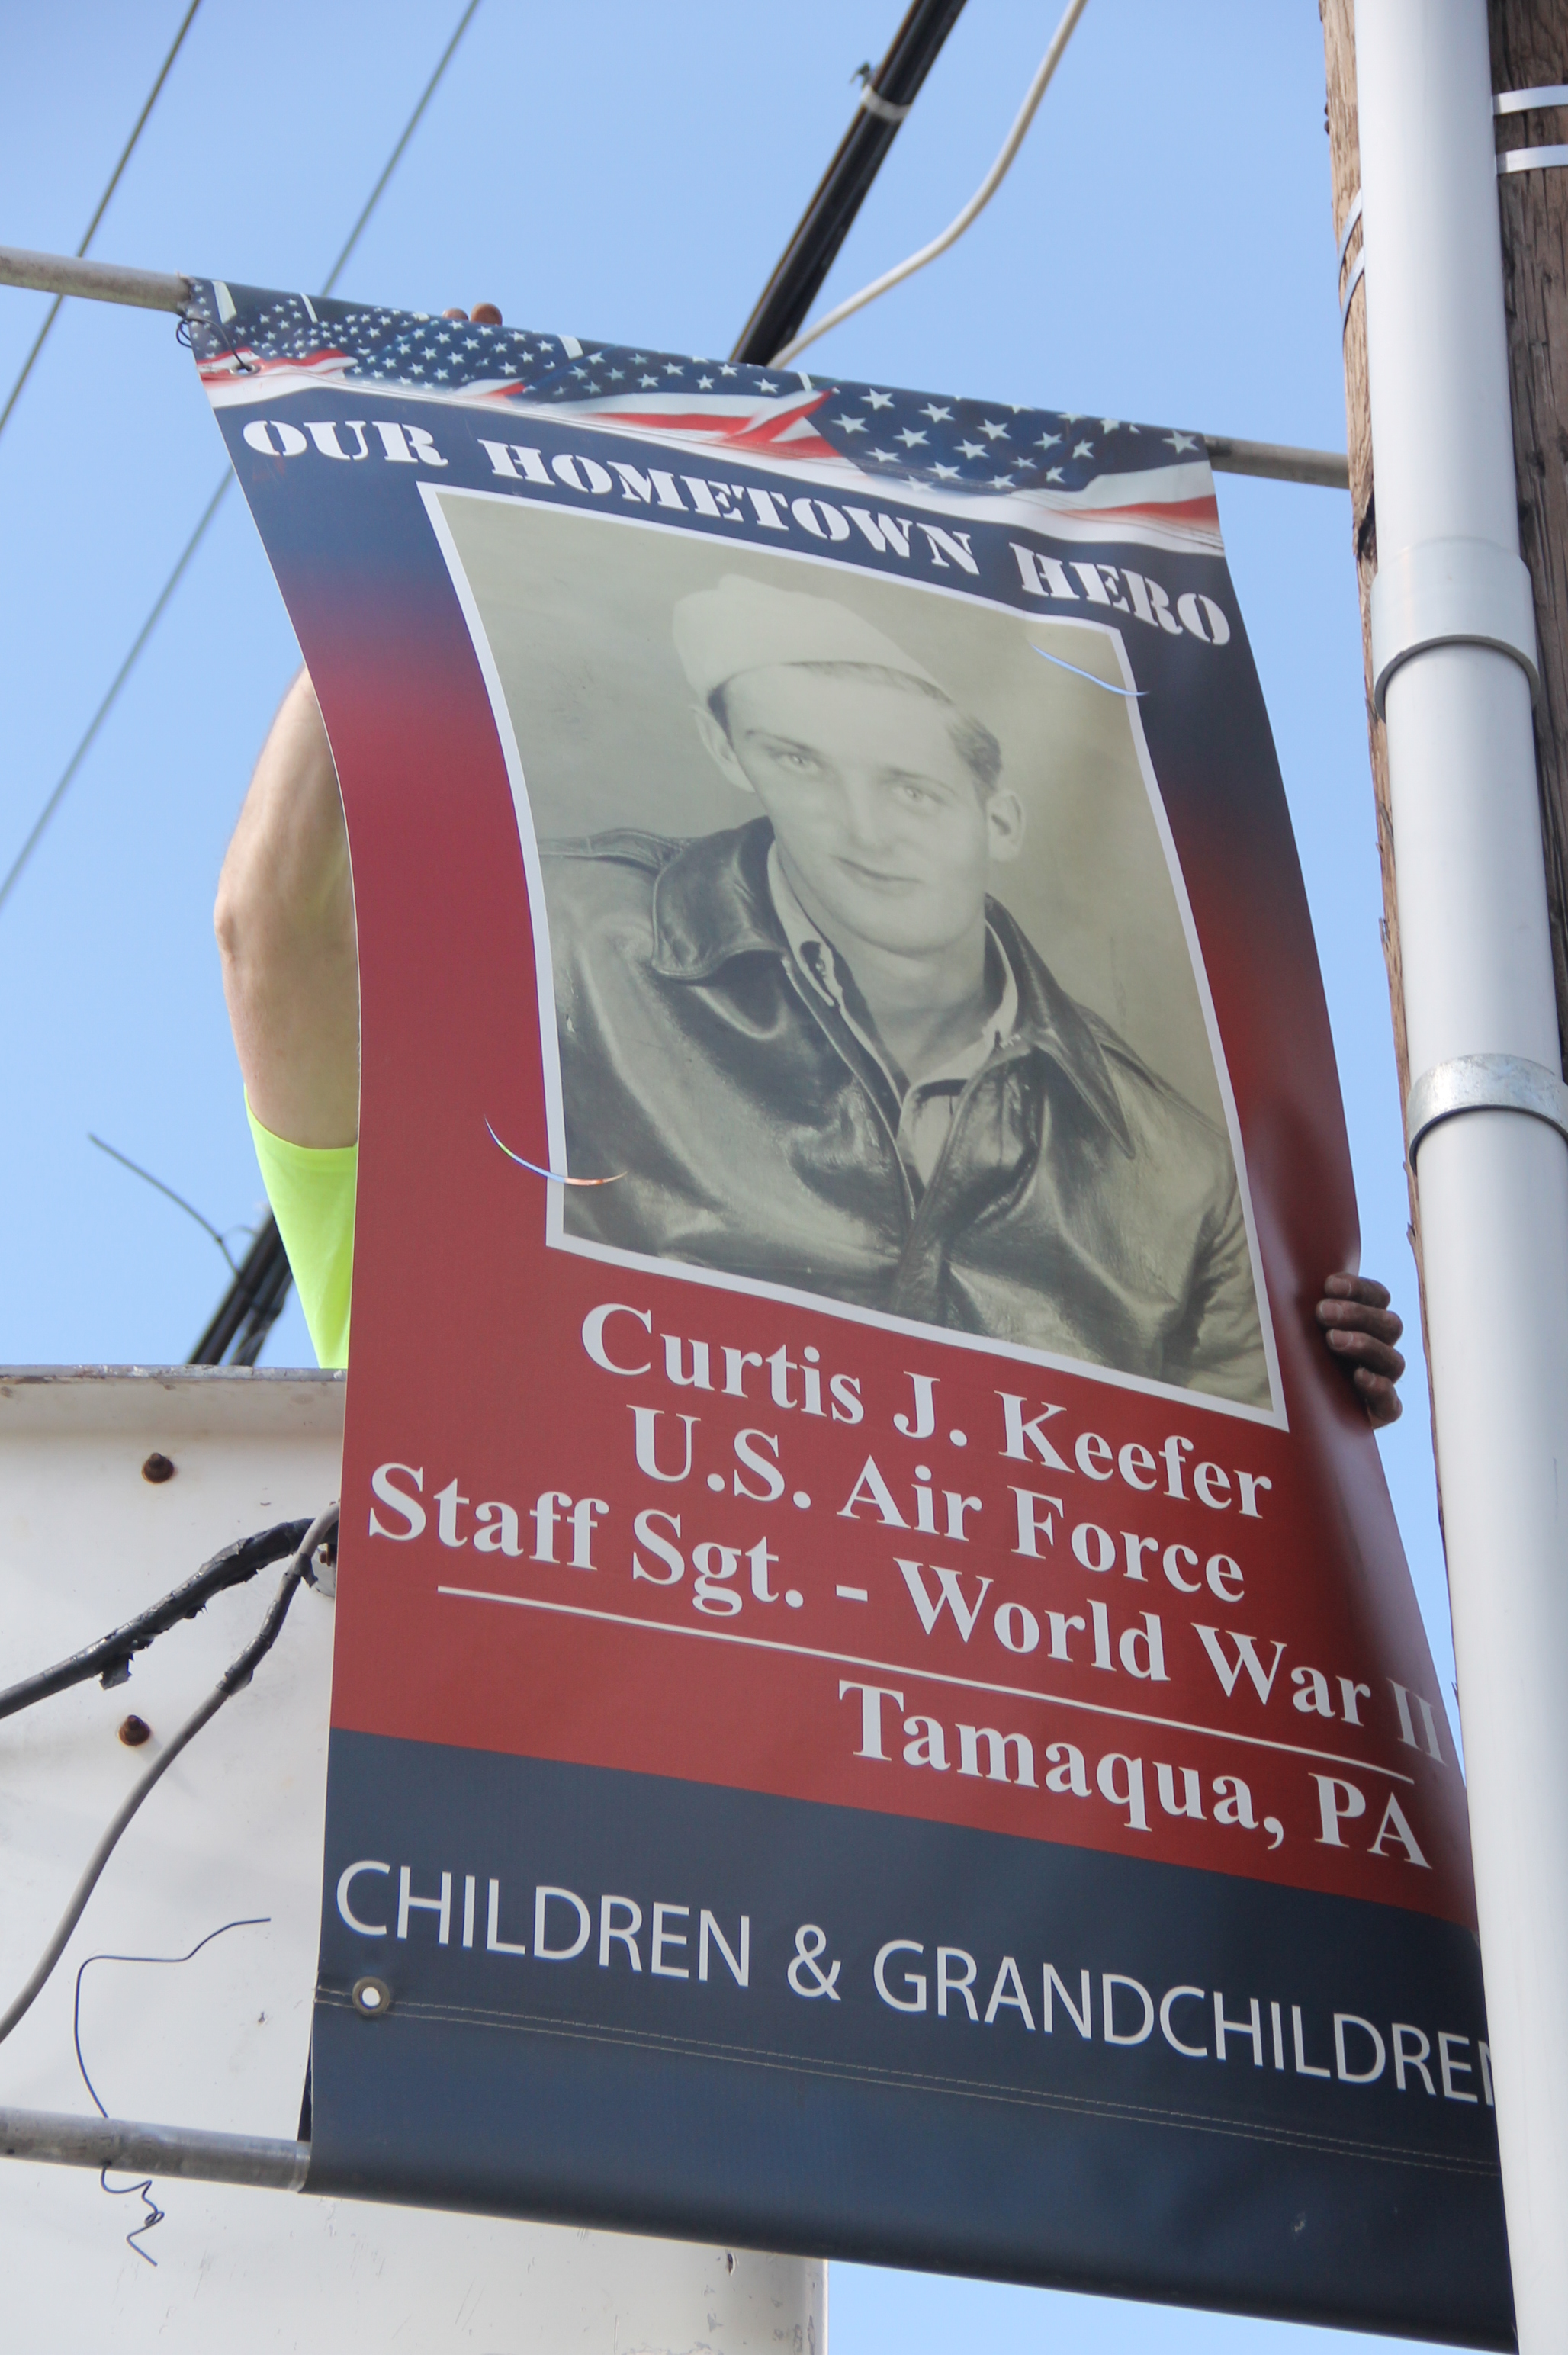 OUR HOMETOWN HERO
Curtis J. Keefer
U.S. Air Force
Staff Sgt. - World War II
Tamaqua, PA
CHILDREN & GRANDCHILDREN